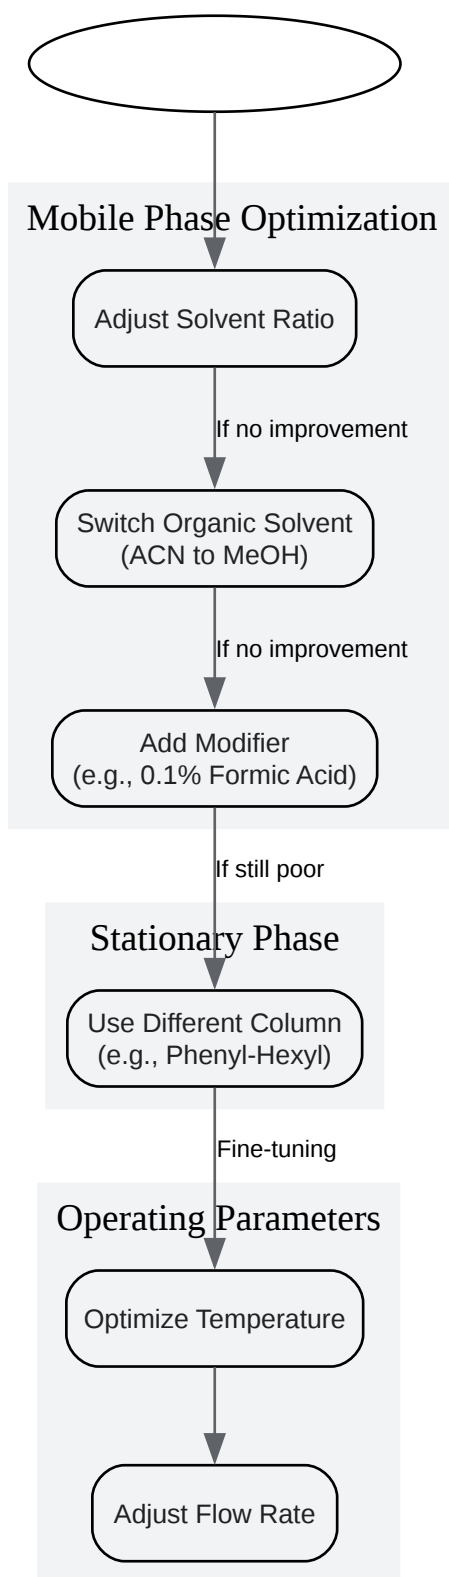 Mobile Phase Optimization
Adjust Solvent Ratio
If no improvement
Switch Organic Solvent
(ACN to MeOH)
If no improvement
Add Modifier
(e.g., 0.1% Formic Acid)
If still poor
Stationary Phase
Use Different Column
(e.g., Phenyl-Hexyl)
Fine-tuning
Operating Parameters
Optimize Temperature
Adjust Flow Rate